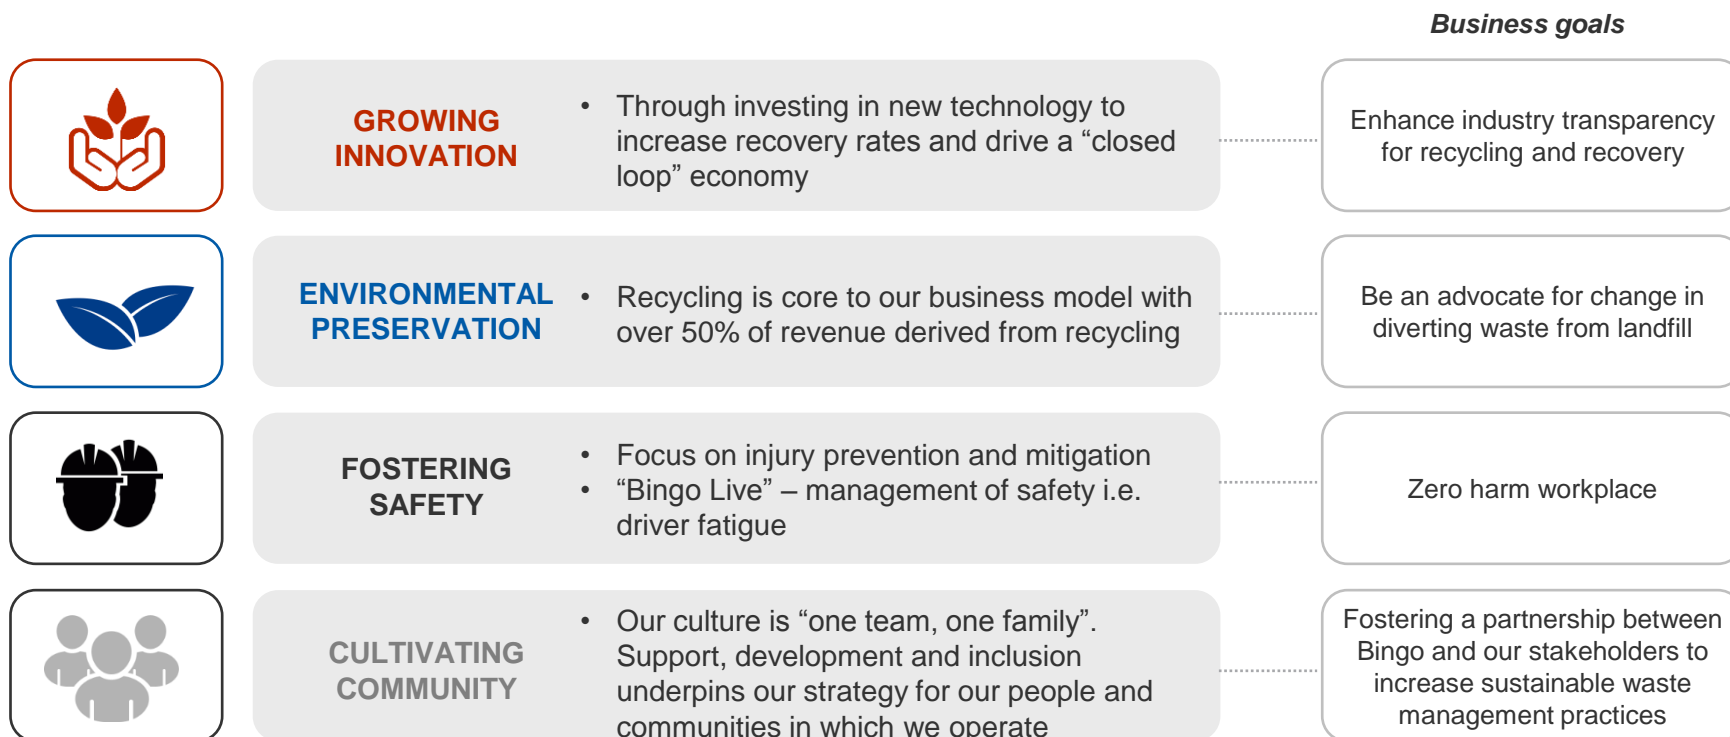 Business goals
GROWING
INNOVATION
• Through investing in new technology to
increase recovery rates and drive a “closed
loop” economy
Enhance industry transparency
for recycling and recovery
ENVIRONMENTAL
PRESERVATION
• Recycling is core to our business model with
over 50% of revenue derived from recycling
Be an advocate for change in
diverting waste from landfill
FOSTERING
SAFETY
• Focus on injury prevention and mitigation
• “Bingo Live” – management of safety i.e.
driver fatigue
Zero harm workplace
CULTIVATING
COMMUNITY
• Our culture is “one team, one family”.
Support, development and inclusion
underpins our strategy for our people and
communities in which we operate
Fostering a partnership between
Bingo and our stakeholders to
increase sustainable waste
management practices